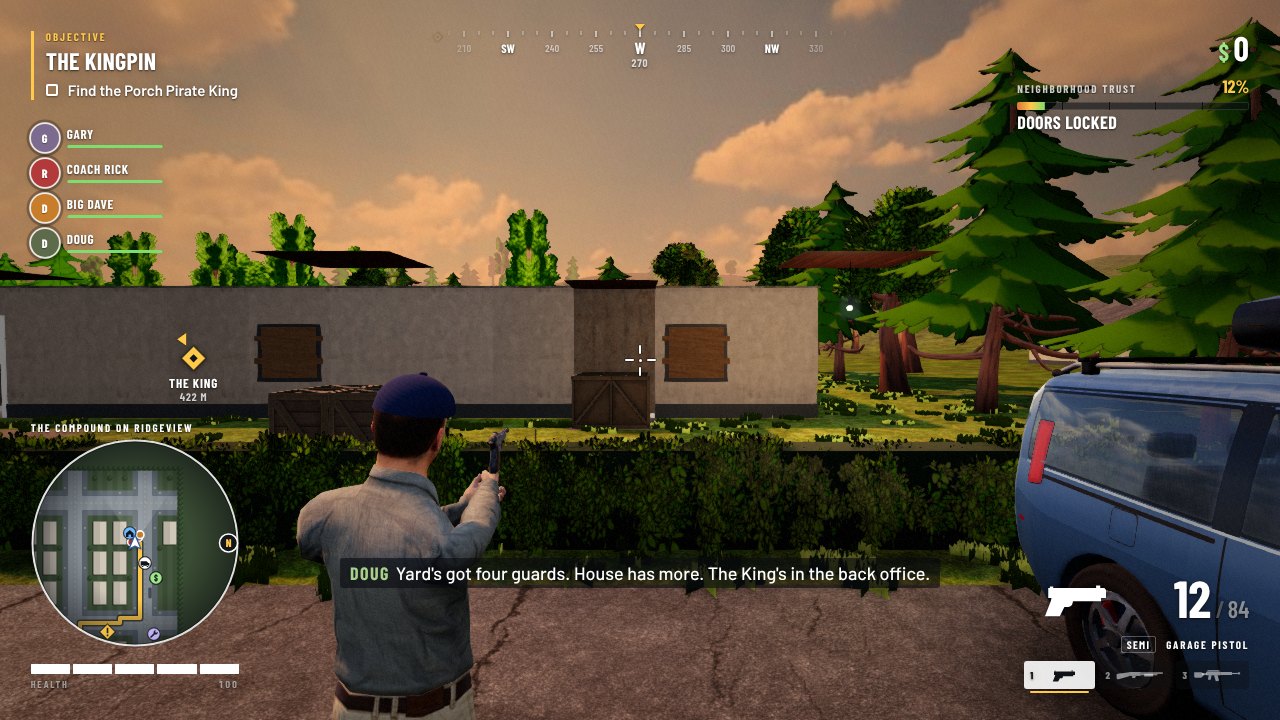 OBJECTIVE
THE KINGPIN
Find the Porch Pirate King
G GARY
R COACH RICK
D BIG DAVE
D DOUG
210 SW 240 255 W 285 300 NW 330
270
$0
NEIGHBORHOOD TRUST 12%
DOORS LOCKED
THE KING
422 M
THE COMPOUND ON RIDGEVIEW
N
$
!
HEALTH 100
DOUG Yard's got four guards. House has more. The King's in the back office.
12 / 84
SEMI GARAGE PISTOL
1 2 3